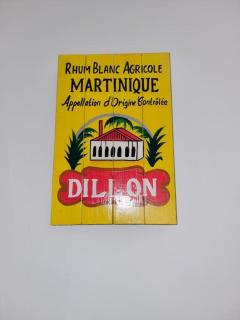 RHUM BLANC AGRICOLE
MARTINIQUE
Appellation d'Origine Contrôlée
DILLON